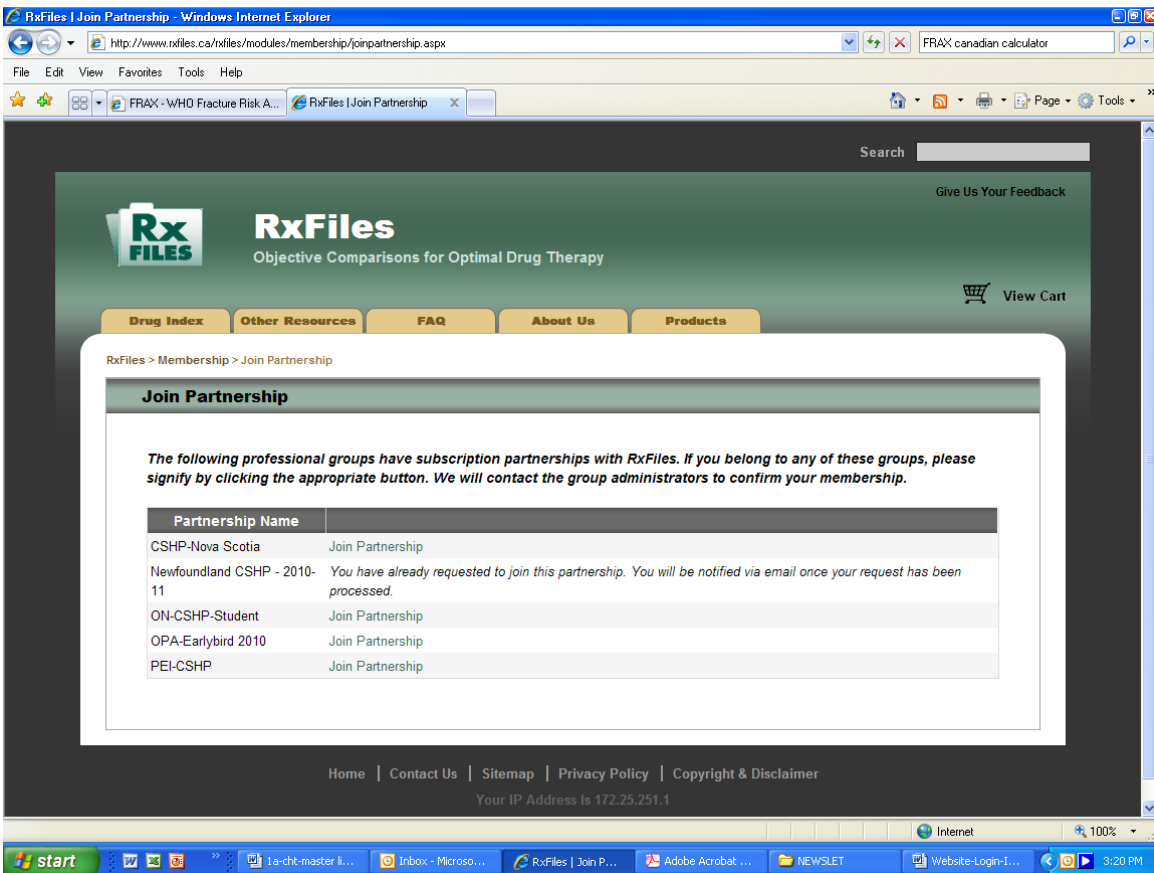 RxFiles | Join Partnership - Windows Internet Explorer
http://www.rxfiles.ca/rxfiles/modules/membership/joinpartnership.aspx
FRAX canadian calculator
File Edit View Favorites Tools Help
FRAX - WHO Fracture Risk A...
RxFiles | Join Partnership X
Page Tools »
Search
Give Us Your Feedback
Rx
FILES
RxFiles
Objective Comparisons for Optimal Drug Therapy
View Cart
Drug Index Other Resources FAQ About Us Products
RxFiles > Membership > Join Partnership
Join Partnership
The following professional groups have subscription partnerships with RxFiles. If you belong to any of these groups, please
signify by clicking the appropriate button. We will contact the group administrators to confirm your membership.
Partnership Name
CSHP-Nova Scotia Join Partnership
Newfoundland CSHP - 2010- You have already requested to join this partnership. You will be notified via email once your request has been
11 processed.
ON-CSHP-Student Join Partnership
OPA-Earlybird 2010 Join Partnership
PEI-CSHP Join Partnership
Home | Contact Us | Sitemap | Privacy Policy | Copyright & Disclaimer
Your IP Address Is 172.25.251.1
Internet 100%
start » 1a-cht-master li... Inbox - Microso... RxFiles | Join P... Adobe Acrobat ... NEWSLET Website-Login-I... 3:20 PM